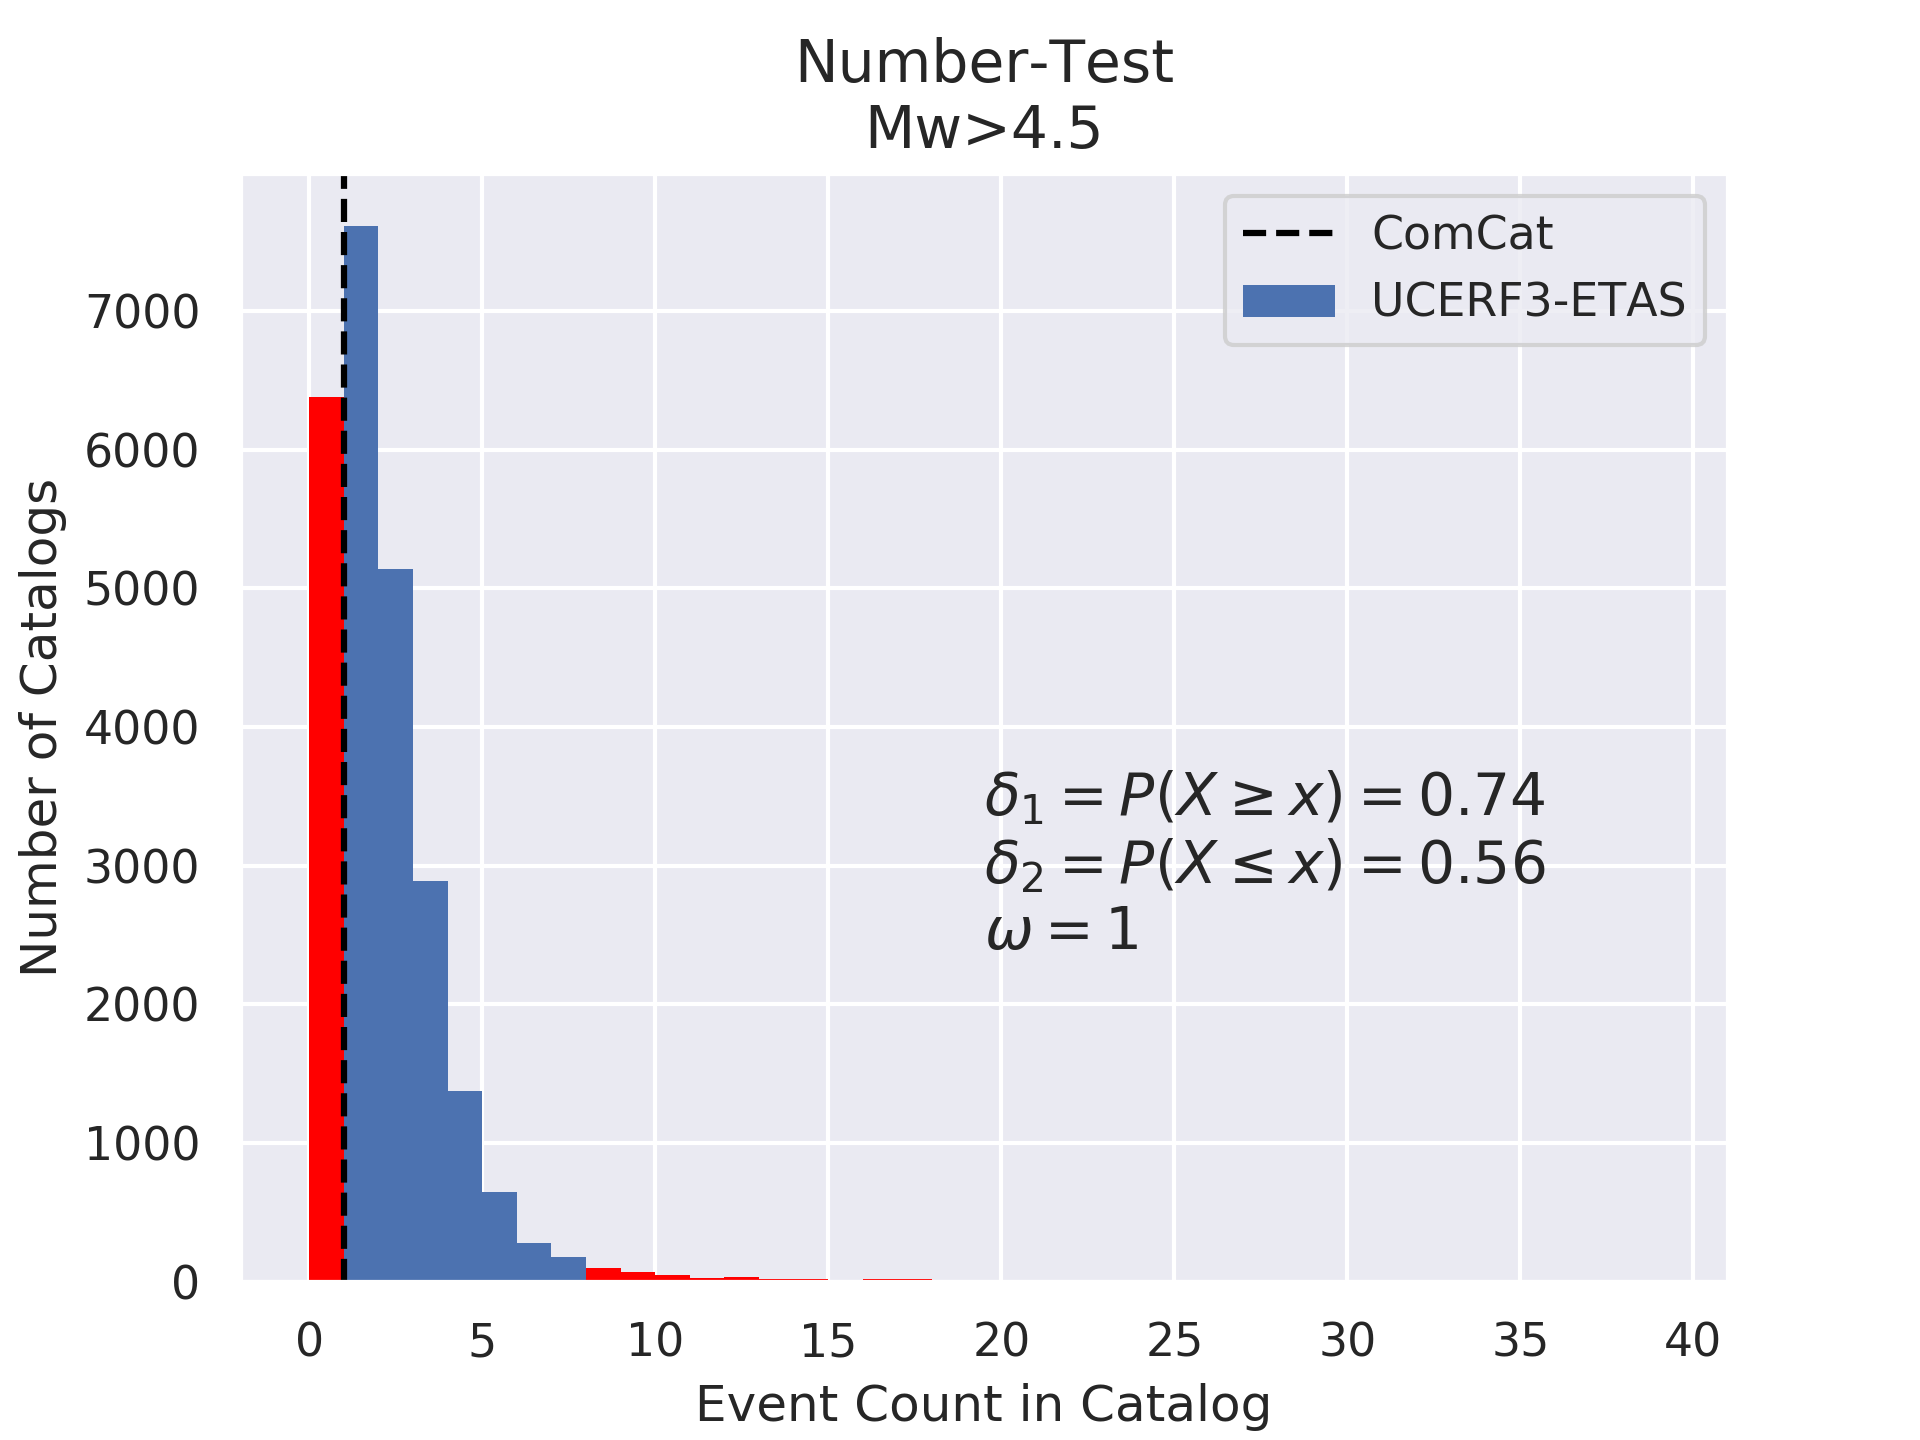 Number-Test
Mw>4.5
ComCat
UCERF3-ETAS
7000
6000
5000
4000
3000
2000
1000
0
Number of Catalogs
δ₁ = P(X ≥ x) = 0.74
δ₂ = P(X ≤ x) = 0.56
ω = 1
0 5 10 15 20 25 30 35 40
Event Count in Catalog